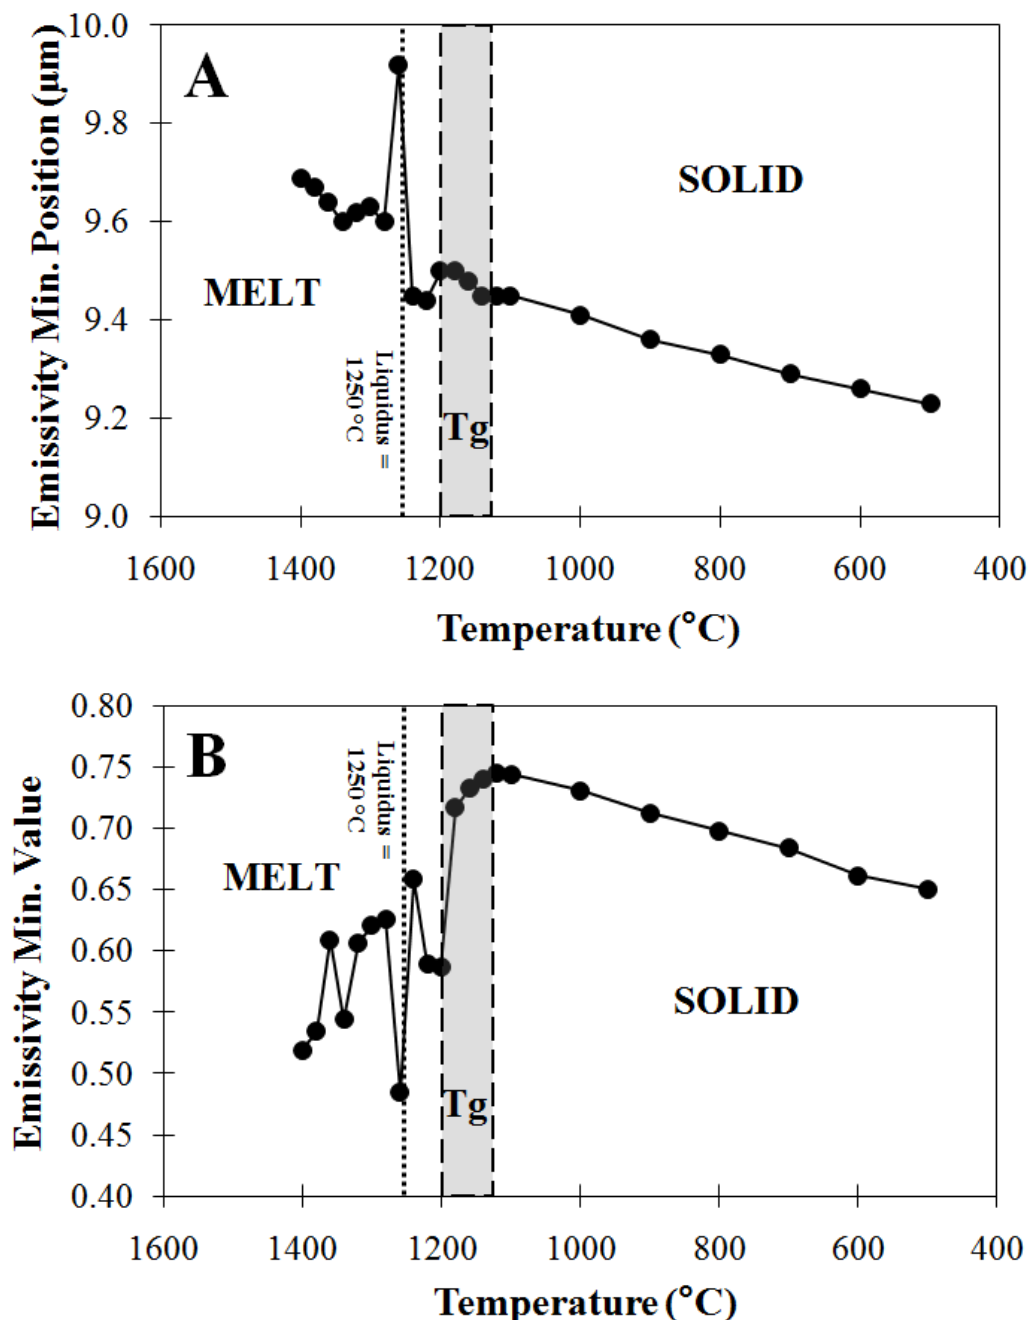 A
Emissivity Min. Position (µm)
10.0
9.8
9.6
9.4
9.2
9.0
MELT
SOLID
Liquidus =
1250°C
Tg
1600 1400 1200 1000 800 600 400
Temperature (°C)
B
Emissivity Min. Value
0.80
0.75
0.70
0.65
0.60
0.55
0.50
0.45
0.40
Liquidus =
1250°C
MELT
SOLID
Tg
1600 1400 1200 1000 800 600 400
Temperature (°C)